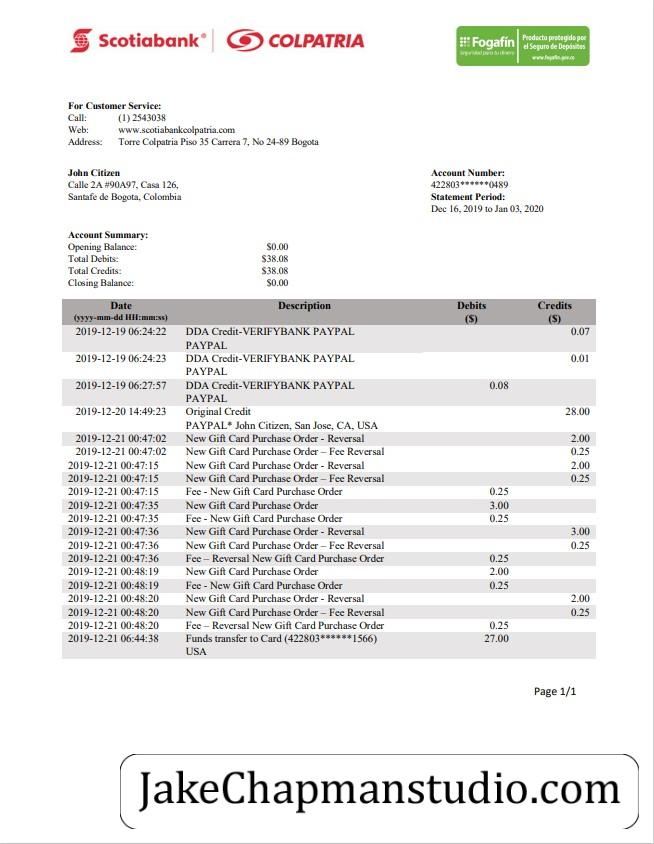 Scotiabank® | COLPATRIA
Fogafín Seguridad para tu dinero
Producto protegido por
el Seguro de Depósitos
www.fogafin.gov.co
For Customer Service:
Call: (1) 2543038
Web: www.scotiabankcolpatria.com
Address: Torre Colpatria Piso 35 Carrera 7, No 24-89 Bogota
John Citizen
Calle 2A #90A97, Casa 126,
Santafe de Bogota, Colombia
Account Number:
422803******0489
Statement Period:
Dec 16, 2019 to Jan 03, 2020
Account Summary:
Opening Balance: $0.00
Total Debits: $38.08
Total Credits: $38.08
Closing Balance: $0.00
Date Description Debits Credits
(yyyy-mm-dd HH:mm:ss) ($) ($)
2019-12-19 06:24:22 DDA Credit-VERIFYBANK PAYPAL 0.07
PAYPAL
2019-12-19 06:24:23 DDA Credit-VERIFYBANK PAYPAL 0.01
PAYPAL
2019-12-19 06:27:57 DDA Credit-VERIFYBANK PAYPAL 0.08
PAYPAL
2019-12-20 14:49:23 Original Credit 28.00
PAYPAL* John Citizen, San Jose, CA, USA
2019-12-21 00:47:02 New Gift Card Purchase Order - Reversal 2.00
2019-12-21 00:47:02 New Gift Card Purchase Order – Fee Reversal 0.25
2019-12-21 00:47:15 New Gift Card Purchase Order - Reversal 2.00
2019-12-21 00:47:15 New Gift Card Purchase Order – Fee Reversal 0.25
2019-12-21 00:47:15 Fee - New Gift Card Purchase Order 0.25
2019-12-21 00:47:35 New Gift Card Purchase Order 3.00
2019-12-21 00:47:35 Fee - New Gift Card Purchase Order 0.25
2019-12-21 00:47:36 New Gift Card Purchase Order - Reversal 3.00
2019-12-21 00:47:36 New Gift Card Purchase Order – Fee Reversal 0.25
2019-12-21 00:47:36 Fee – Reversal New Gift Card Purchase Order 0.25
2019-12-21 00:48:19 New Gift Card Purchase Order 2.00
2019-12-21 00:48:19 Fee - New Gift Card Purchase Order 0.25
2019-12-21 00:48:20 New Gift Card Purchase Order - Reversal 2.00
2019-12-21 00:48:20 New Gift Card Purchase Order – Fee Reversal 0.25
2019-12-21 00:48:20 Fee – Reversal New Gift Card Purchase Order 0.25
2019-12-21 06:44:38 Funds transfer to Card (422803******1566) 27.00
USA
Page 1/1
JakeChapmanstudio.com